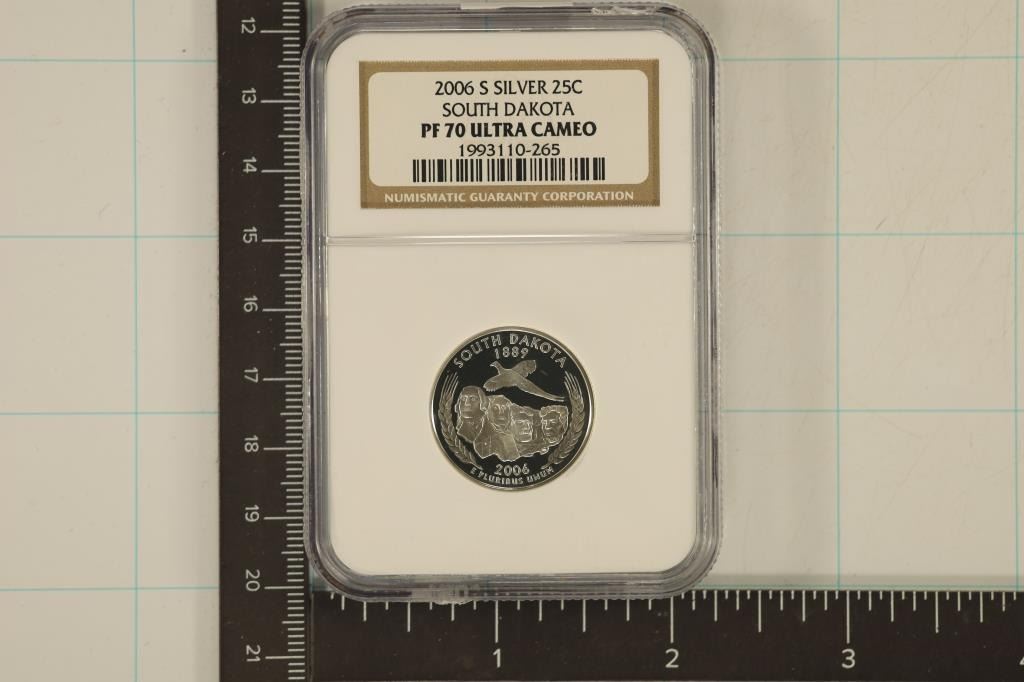 2006 S SILVER 25C
SOUTH DAKOTA
PF 70 ULTRA CAMEO
1993110-265
NUMISMATIC GUARANTY CORPORATION
SOUTH DAKOTA
1889
2006
E PLURIBUS UNUM
12
13
14
15
16
17
18
19
20
21
1
2
3
4